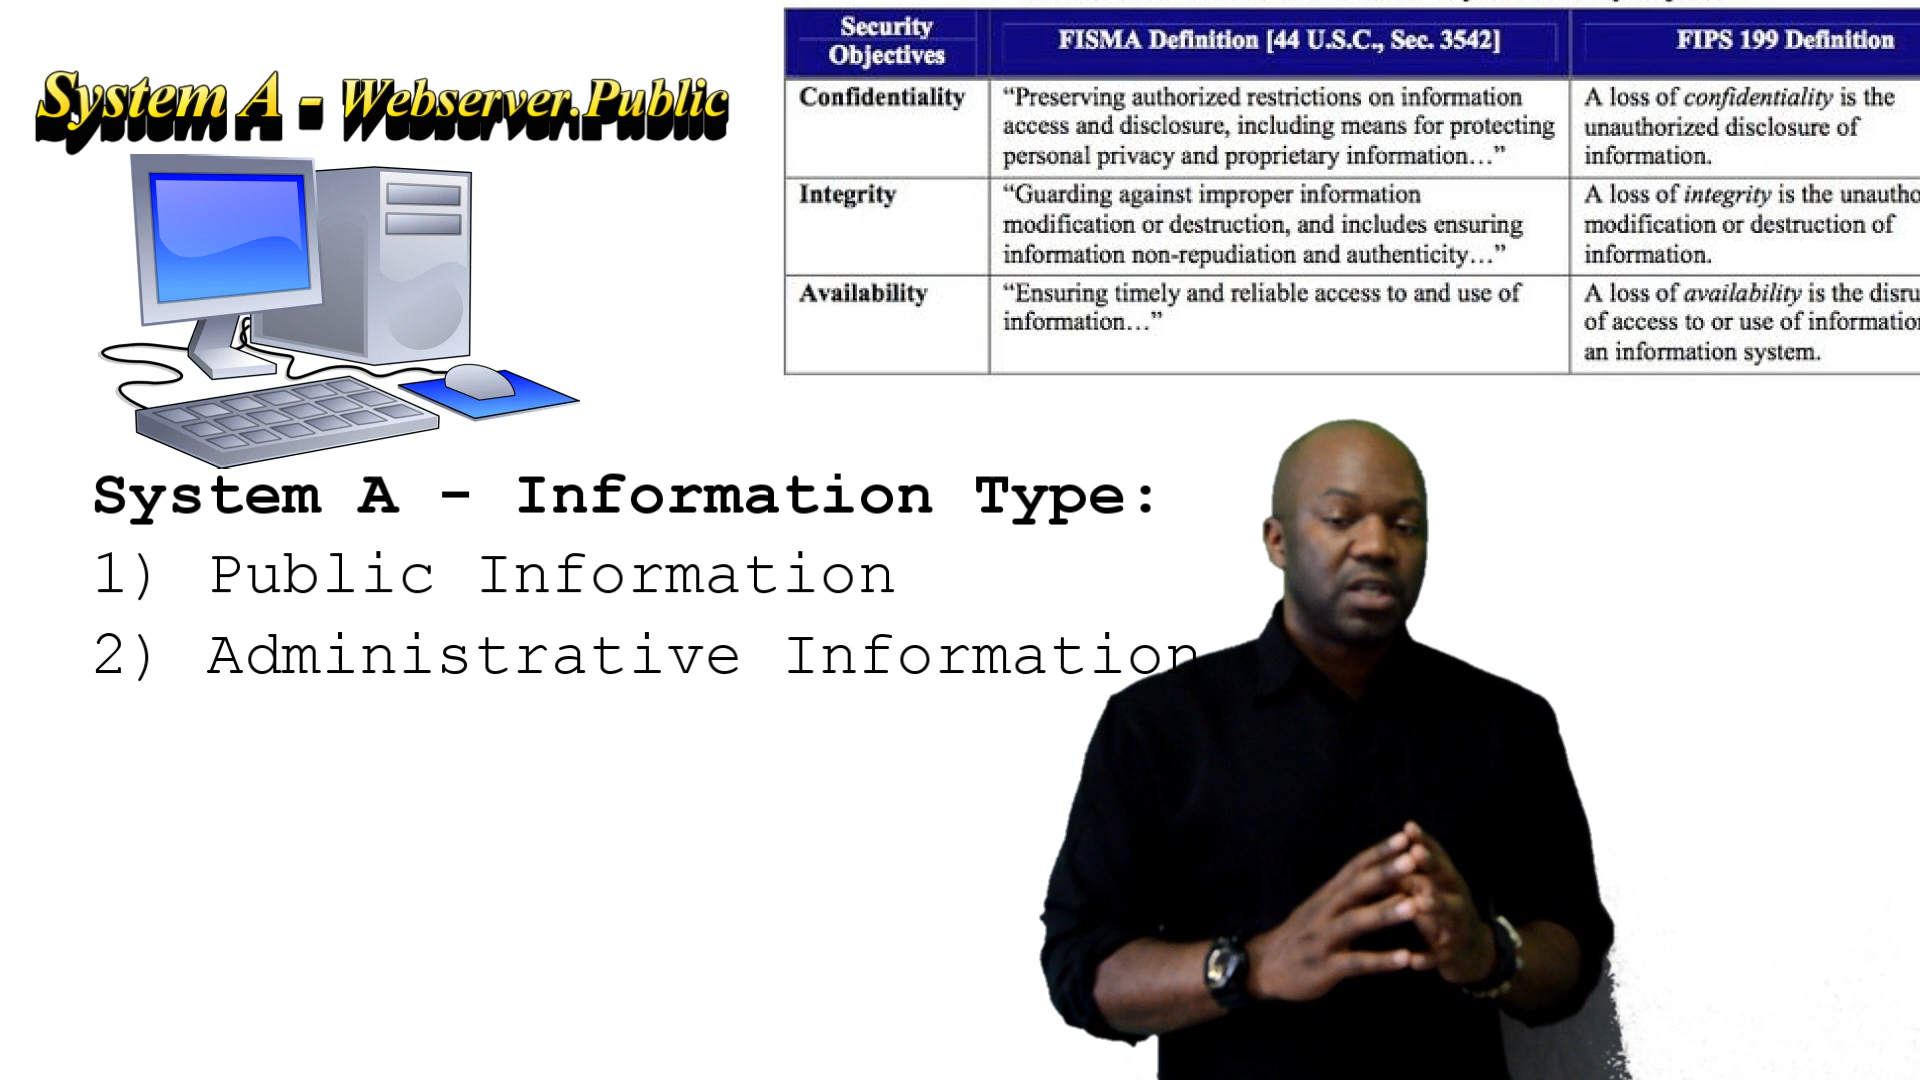 System A - Webserver.Public
Security
Objectives
FISMA Definition [44 U.S.C., Sec. 3542]
FIPS 199 Definition
Confidentiality
“Preserving authorized restrictions on information
access and disclosure, including means for protecting
personal privacy and proprietary information…”
A loss of confidentiality is the
unauthorized disclosure of
information.
Integrity
“Guarding against improper information
modification or destruction, and includes ensuring
information non-repudiation and authenticity…”
A loss of integrity is the
modification or destruction of
information.
Availability
“Ensuring timely and reliable access to and use of
information…”
A loss of availability is the
of access to or use of
an information system.
System A - Information Type:
1) Public Information
2) Administrative Information